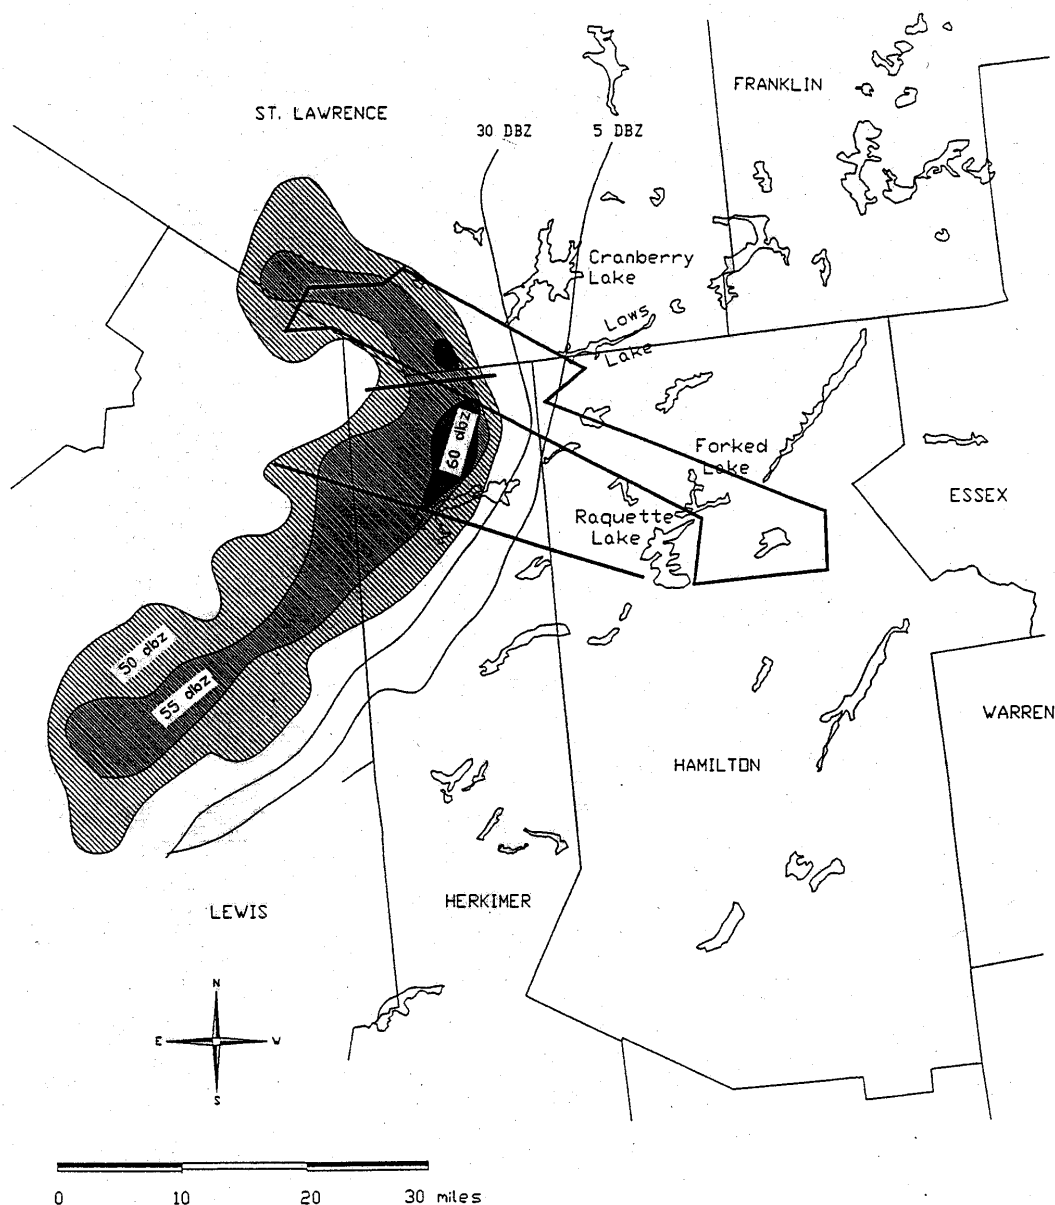 FRANKLIN
ST. LAWRENCE
30 DBZ
5 DBZ
Cranberry
Lake
Lows
Lake
60 dbz
Forked
Lake
ESSEX
Raquette
Lake
50 dbz
55 dbz
WARREN
HAMILTON
HERKIMER
LEWIS
N
E
W
S
0 10 20 30 miles